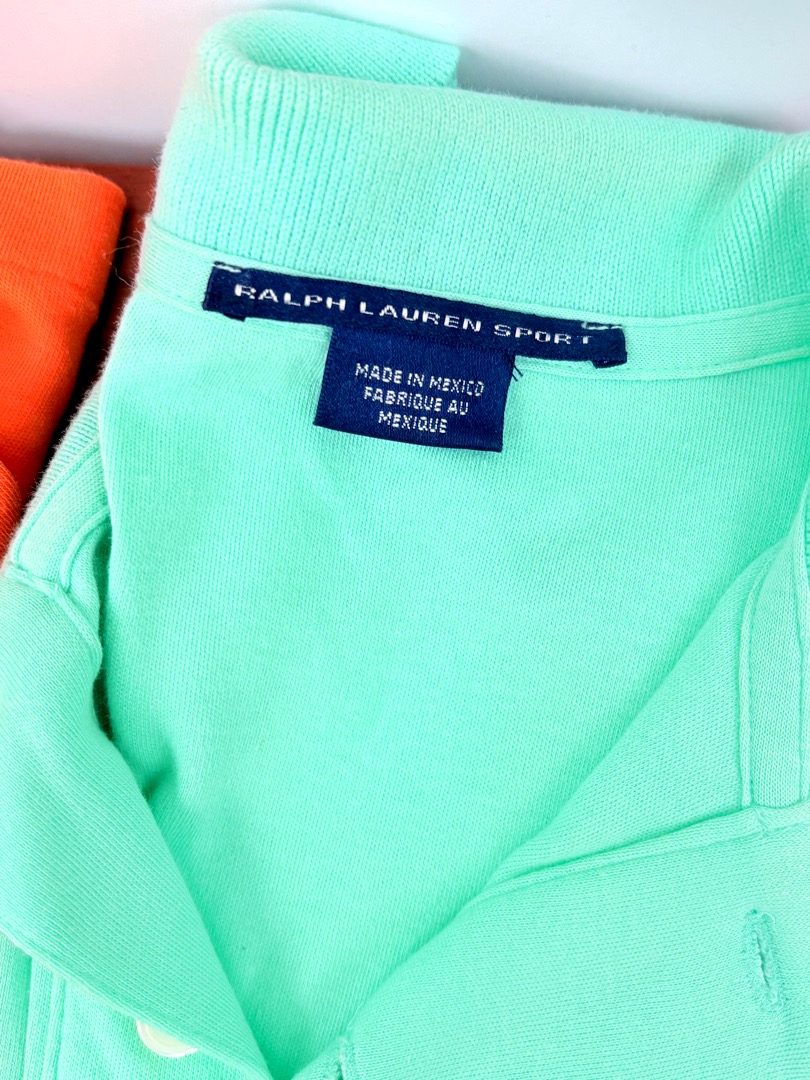 RALPH LAUREN SPORT
MADE IN MEXICO
FABRIQUE AU
MEXIQUE